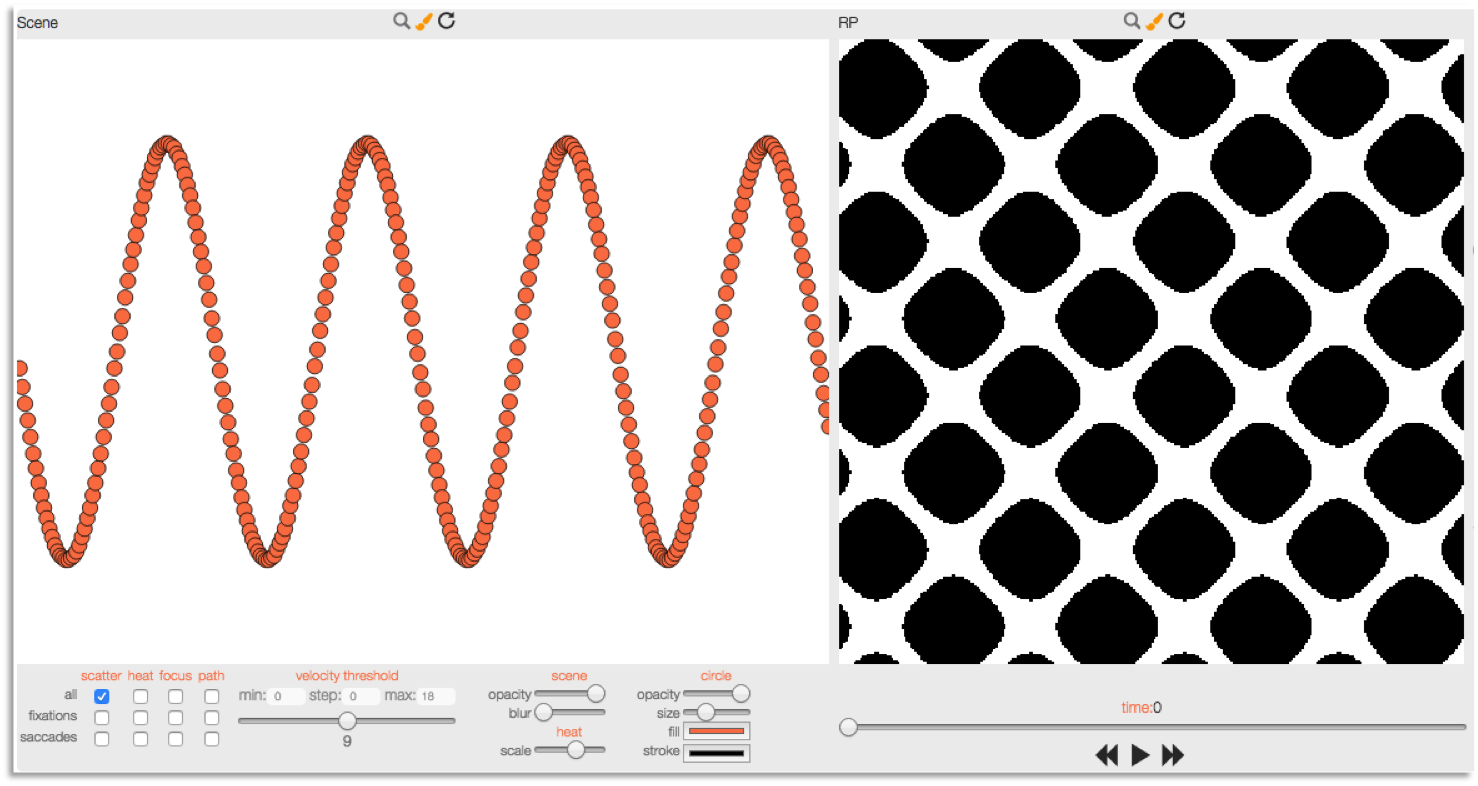 Scene
RP
scatter heat focus path
all
fixations
saccades
velocity threshold
min: 0 step: 0 max: 18
9
scene
opacity
blur
heat
scale
circle
opacity
size
fill
stroke
time:0